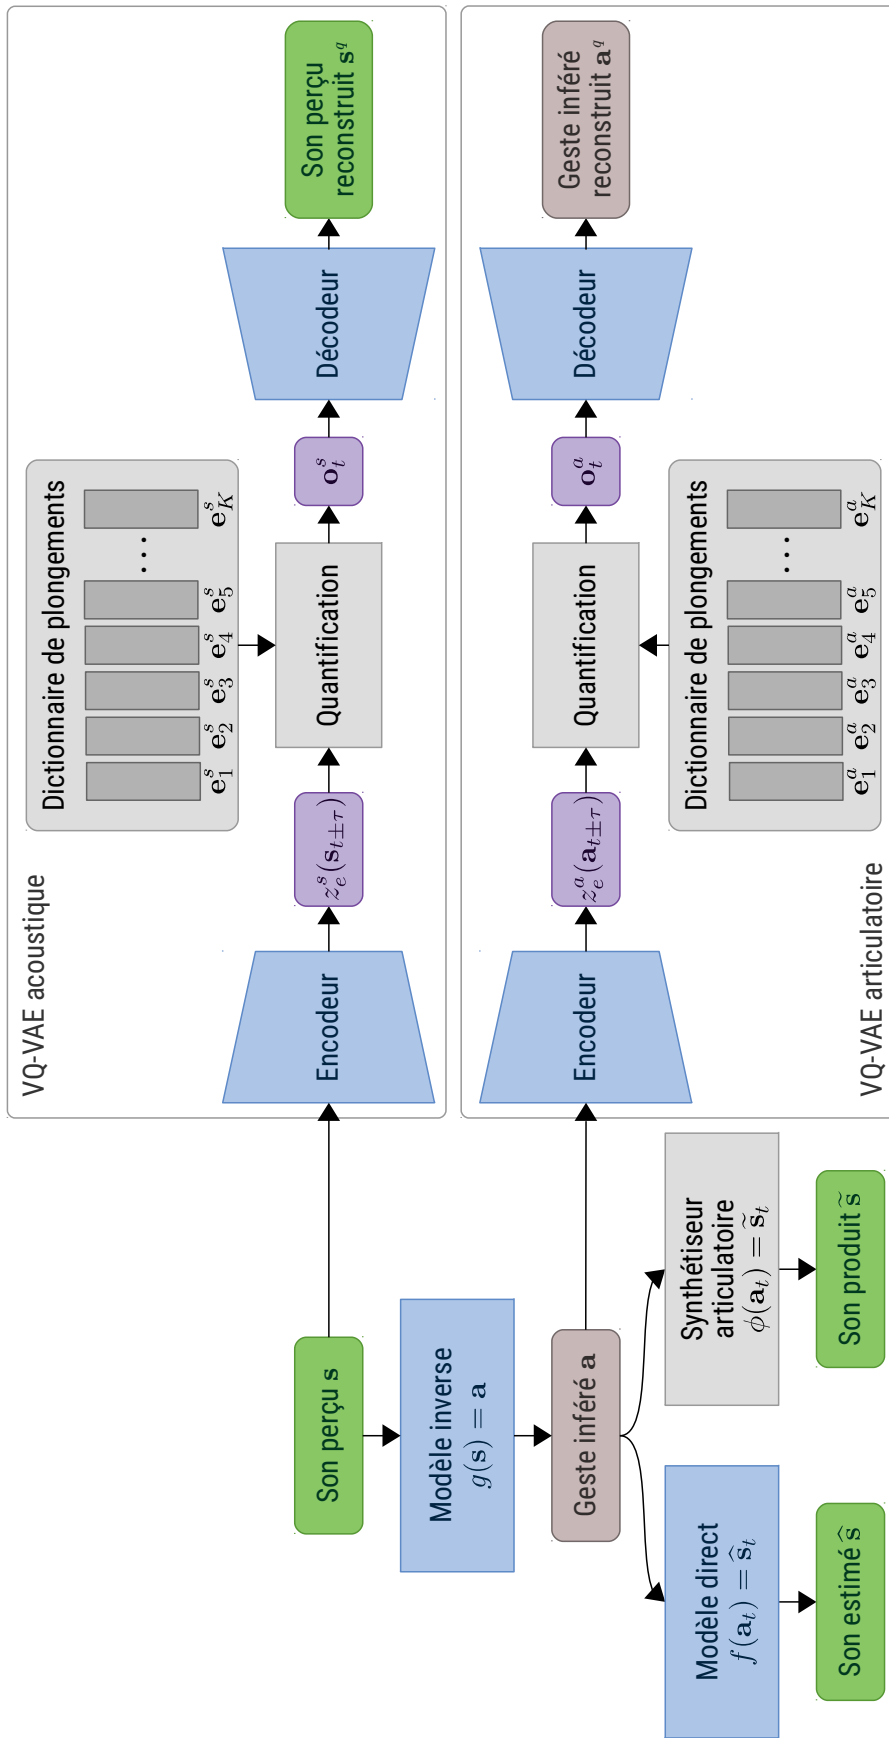 VQ-VAE acoustique
Dictionnaire de plongements
e_1^s e_2^s e_3^s e_4^s e_5^s ... e_K^s
Son perçu s
Encodeur
z_e^s(s_{t±τ})
Quantification
o_t^s
Décodeur
Son perçu
reconstruit s^q
Modèle inverse
g(s) = a
Geste inféré a
Encodeur
z_e^a(a_{t±τ})
Quantification
o_t^a
Décodeur
Geste inféré
reconstruit a^q
Modèle direct
f(a_t) = ŝ_t
Synthétiseur
articulatoire
ϕ(a_t) = s̃_t
Dictionnaire de plongements
e_1^a e_2^a e_3^a e_4^a e_5^a ... e_K^a
Son estimé ŝ
Son produit s̃
VQ-VAE articulatoire